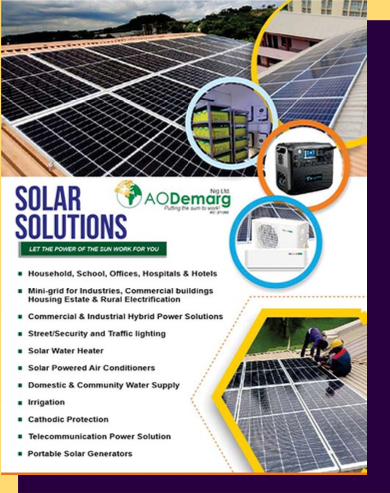 SOLAR
SOLUTIONS
LET THE POWER OF THE SUN WORK FOR YOU
AODemarg
Nig Ltd.
Putting the sun to work!
Household, School, Offices, Hospitals & Hotels
Mini-grid for Industries, Commercial buildings
Housing Estate & Rural Electrification
Commercial & Industrial Hybrid Power Solutions
Street/Security and Traffic lighting
Solar Water Heater
Solar Powered Air Conditioners
Domestic & Community Water Supply
Irrigation
Cathodic Protection
Telecommunication Power Solution
Portable Solar Generators